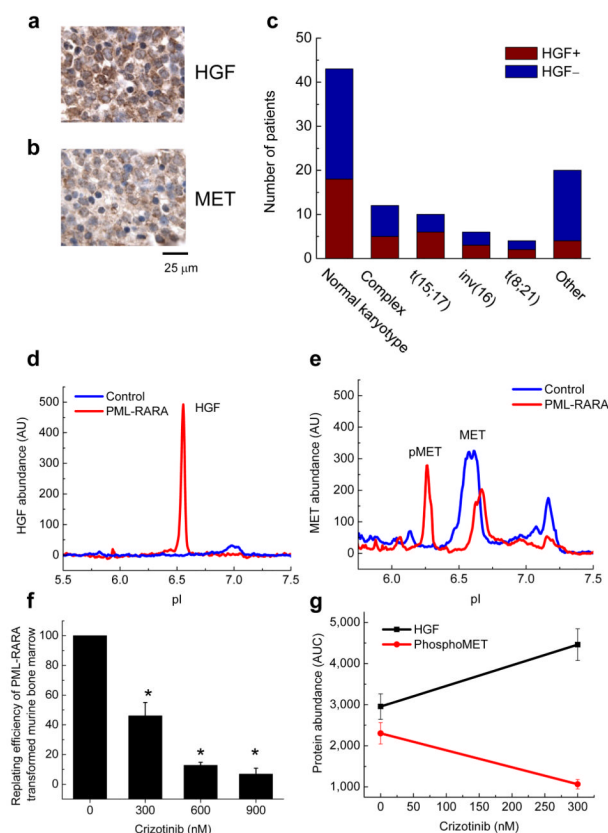 a
HGF
b
MET
25 μm
c
HGF+
HGF−
Number of patients
50
40
30
20
10
0
Normal karyotype
Complex
t(15;17)
inv(16)
t(8;21)
Other
d
Control
PML-RARA
HGF
HGF abundance (AU)
500
400
300
200
100
0
5.5 6.0 6.5 7.0 7.5
pI
e
Control
PML-RARA
pMET
MET
MET abundance (AU)
500
400
300
200
100
0
6.0 6.5 7.0 7.5
pI
f
Replating efficiency of PML-RARA
transformed murine bone marrow
100
80
60
40
20
0
* * *
0 300 600 900
Crizotinib (nM)
g
HGF
PhosphoMET
Protein abundance (AUC)
5,000
4,000
3,000
2,000
1,000
0 50 100 150 200 250 300
Crizotinib (nM)